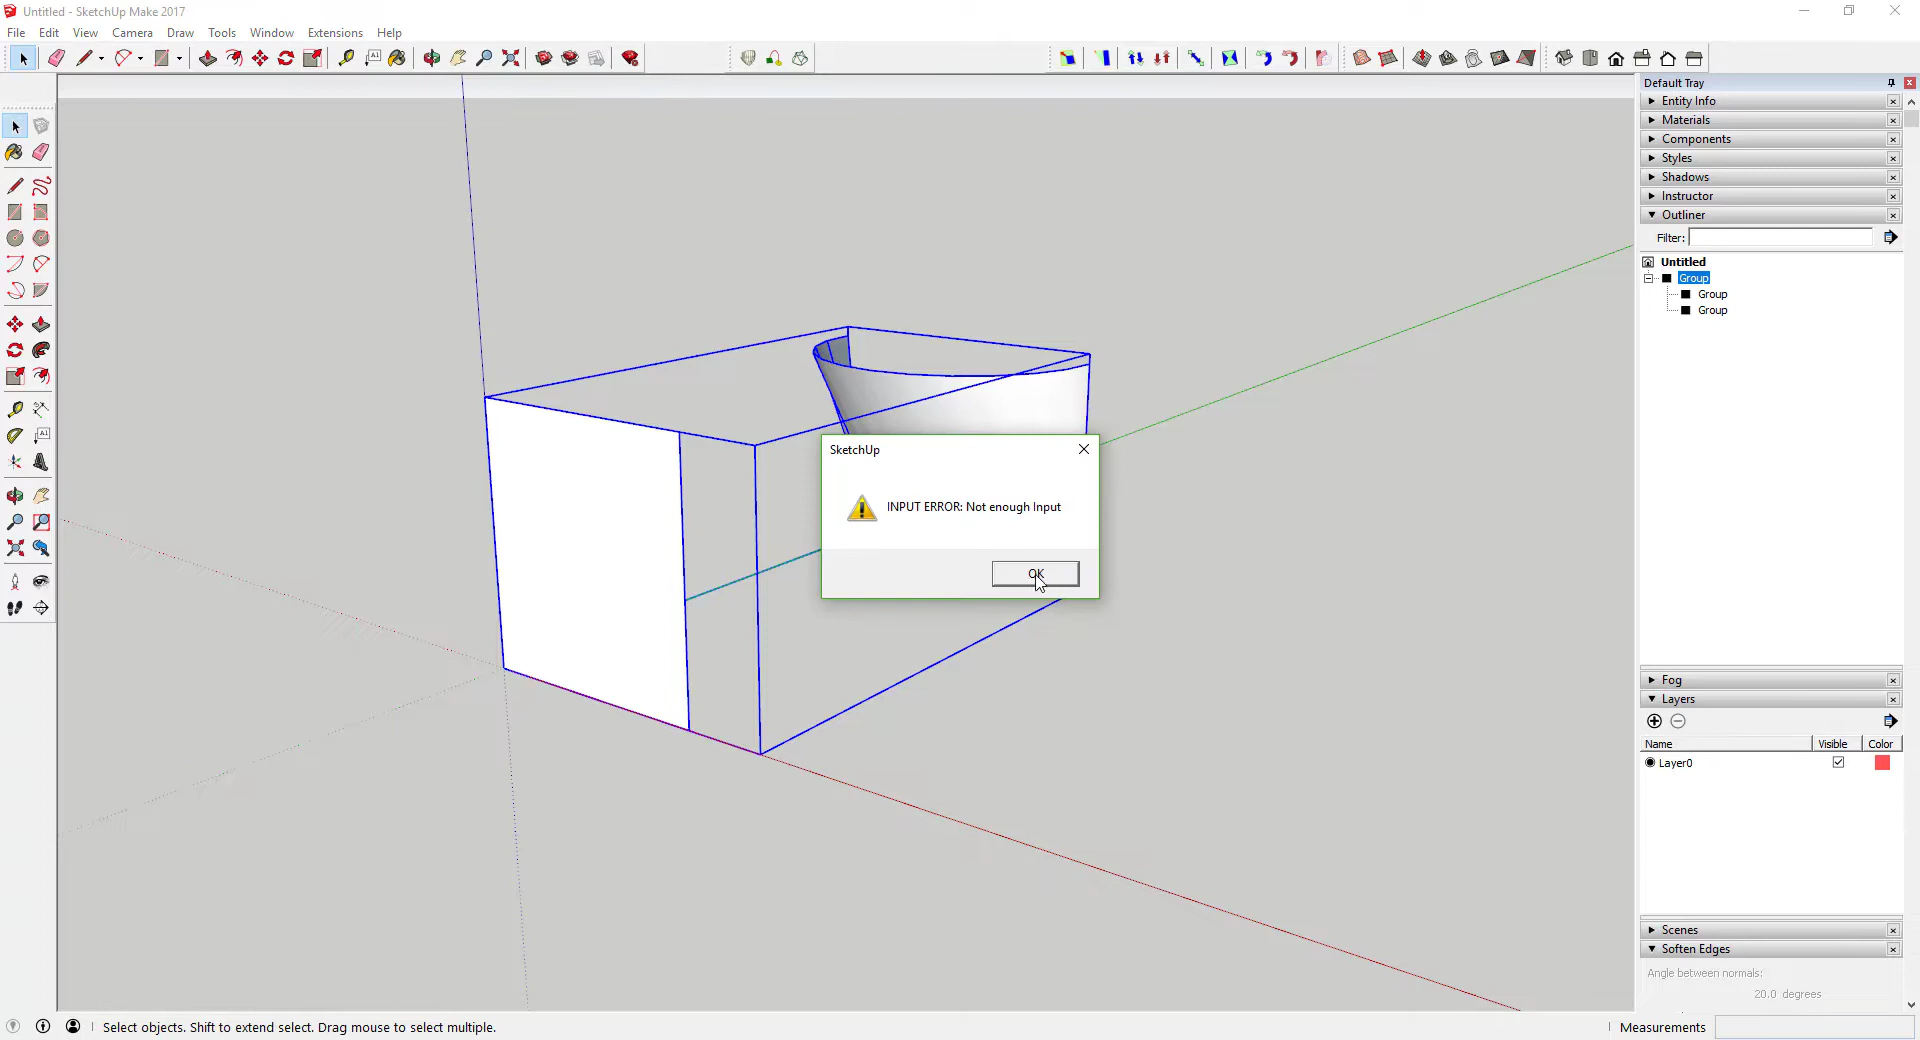 Untitled - SketchUp Make 2017
File Edit View Camera Draw Tools Window Extensions Help
A1
Default Tray
Entity Info
Materials
Components
Styles
Shadows
Instructor
Outliner
Filter:
Untitled
Group
Group
Group
SketchUp
INPUT ERROR: Not enough Input
OK
A1
Fog
Layers
Name Visible Color
Layer0
Scenes
Soften Edges
Angle between normals:
20.0 degrees
Select objects. Shift to extend select. Drag mouse to select multiple.
Measurements